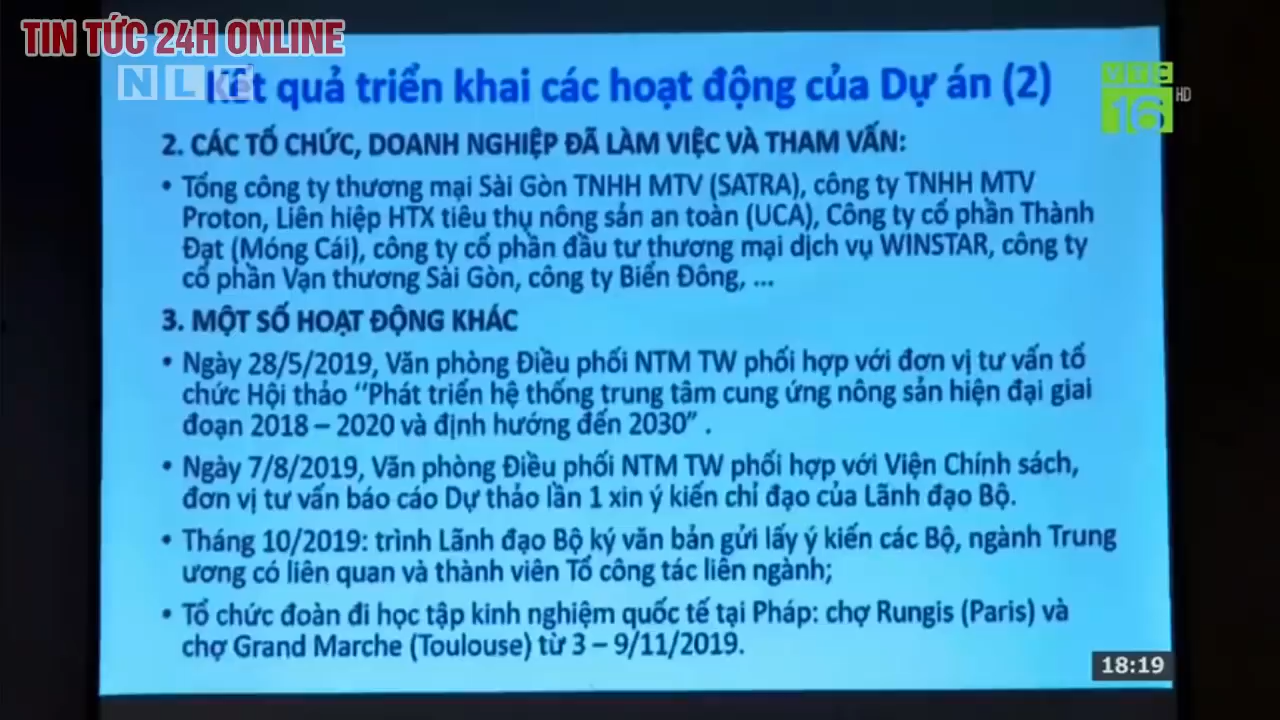 TIN TỨC 24H ONLINE
NLK
Kết quả triển khai các hoạt động của Dự án (2)
VTC
16
HD
2. CÁC TỔ CHỨC, DOANH NGHIỆP ĐÃ LÀM VIỆC VÀ THAM VẤN:
• Tổng công ty thương mại Sài Gòn TNHH MTV (SATRA), công ty TNHH MTV
Proton, Liên hiệp HTX tiêu thụ nông sản an toàn (UCA), Công ty cổ phần Thành
Đạt (Móng Cái), công ty cổ phần đầu tư thương mại dịch vụ WINSTAR, công ty
cổ phần Vạn thương Sài Gòn, công ty Biển Đông, ...
3. MỘT SỐ HOẠT ĐỘNG KHÁC
• Ngày 28/5/2019, Văn phòng Điều phối NTM TW phối hợp với đơn vị tư vấn tổ
chức Hội thảo “Phát triển hệ thống trung tâm cung ứng nông sản hiện đại giai
đoạn 2018 – 2020 và định hướng đến 2030” .
• Ngày 7/8/2019, Văn phòng Điều phối NTM TW phối hợp với Viện Chính sách,
đơn vị tư vấn báo cáo Dự thảo lần 1 xin ý kiến chỉ đạo của Lãnh đạo Bộ.
• Tháng 10/2019: trình Lãnh đạo Bộ ký văn bản gửi lấy ý kiến các Bộ, ngành Trung
ương có liên quan và thành viên Tổ công tác liên ngành;
• Tổ chức đoàn đi học tập kinh nghiệm quốc tế tại Pháp: chợ Rungis (Paris) và
chợ Grand Marche (Toulouse) từ 3 – 9/11/2019.
18:19